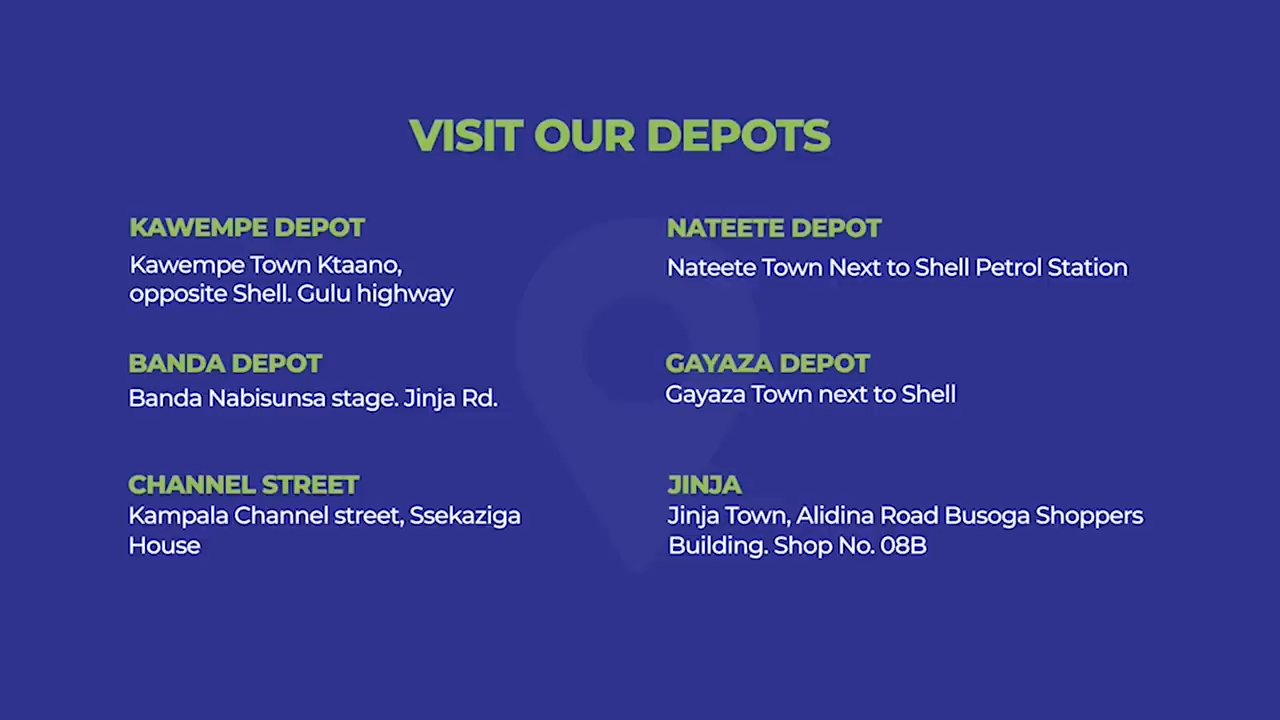 VISIT OUR DEPOTS
KAWEMPE DEPOT
Kawempe Town Ktaano,
opposite Shell. Gulu highway
NATEETE DEPOT
Nateete Town Next to Shell Petrol Station
BANDA DEPOT
Banda Nabisunsa stage. Jinja Rd.
GAYAZA DEPOT
Gayaza Town next to Shell
CHANNEL STREET
Kampala Channel street, Ssekaziga
House
JINJA
Jinja Town, Alidina Road Busoga Shoppers
Building. Shop No. 08B